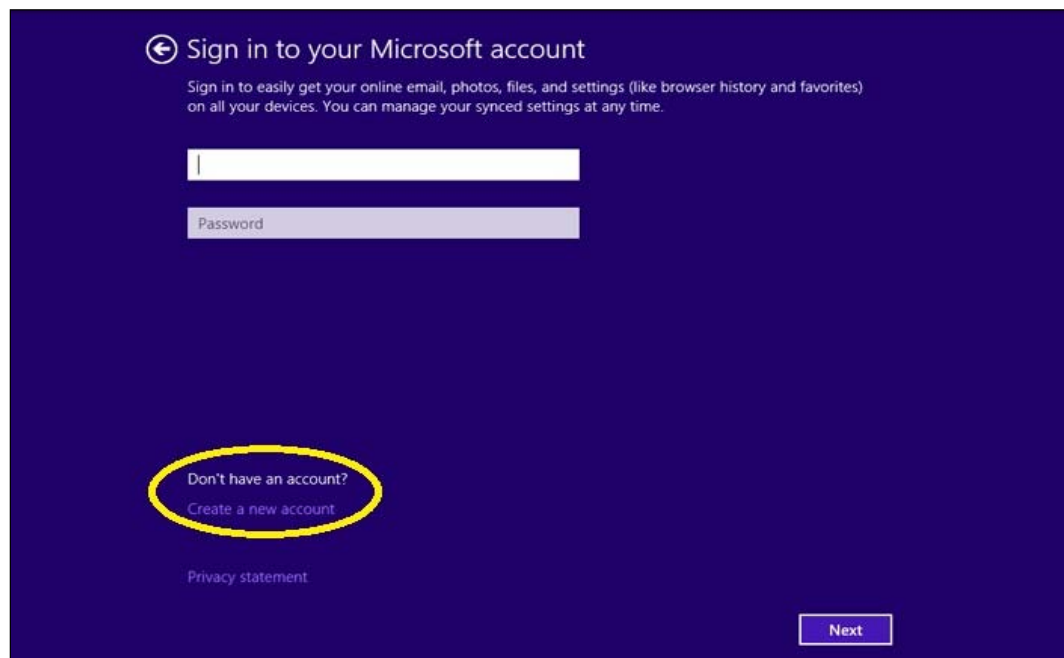 Sign in to your Microsoft account
Sign in to easily get your online email, photos, files, and settings (like browser history and favorites)
on all your devices. You can manage your synced settings at any time.
Password
Don't have an account?
Create a new account
Privacy statement
Next